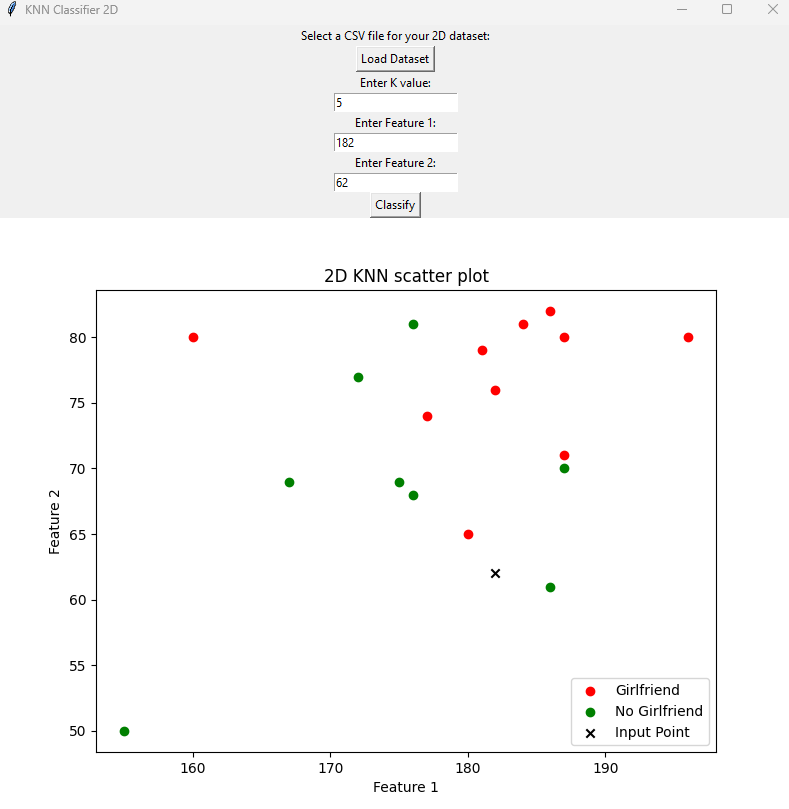 KNN Classifier 2D
Select a CSV file for your 2D dataset:
Load Dataset
Enter K value:
5
Enter Feature 1:
182
Enter Feature 2:
62
Classify
2D KNN scatter plot
80
75
70
65
60
55
50
Feature 2
Girlfriend
No Girlfriend
Input Point
160 170 180 190
Feature 1